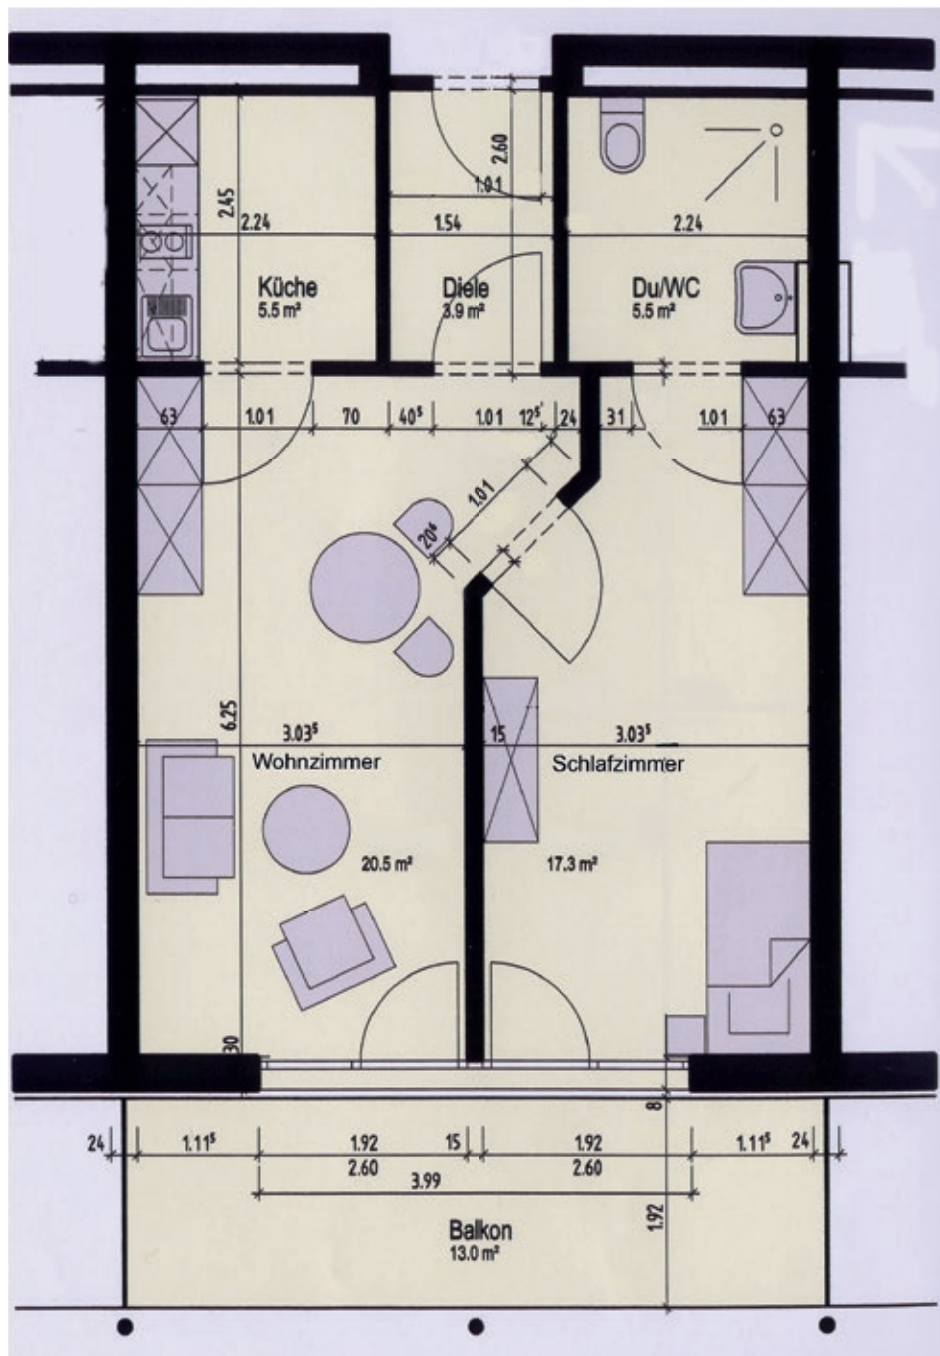 2.60
1.01
2.45
2.24
1.54
2.24
Küche
5.5 m²
Diele
3.9 m²
Du/WC
5.5 m²
63
1.01
70
40⁵
1.01
12⁵
24
31
1.01
63
1.01
20⁶
6.25
3.03⁵
15
3.03⁵
Wohnzimmer
Schlafzimmer
20.5 m²
17.3 m²
30
8
24
1.11⁵
1.92
15
1.92
1.11⁵
24
2.60
2.60
3.99
1.92
Balkon
13.0 m²